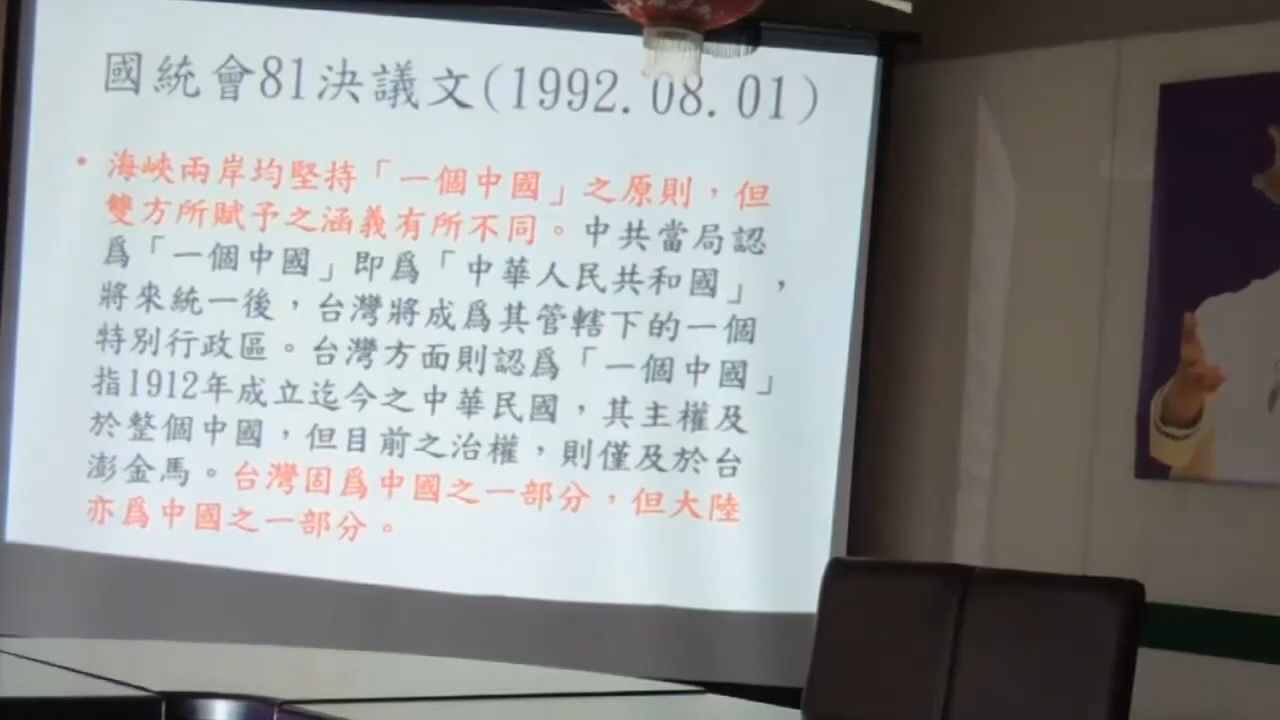 國統會81決議文(1992.08.01)
• 海峽兩岸均堅持「一個中國」之原則，但
雙方所賦予之涵義有所不同。中共當局認
爲「一個中國」即爲「中華人民共和國」，
將來統一後，台灣將成爲其管轄下的一個
特別行政區。台灣方面則認爲「一個中國」
指1912年成立迄今之中華民國，其主權及
於整個中國，但目前之治權，則僅及於台
澎金馬。台灣固爲中國之一部分，但大陸
亦爲中國之一部分。